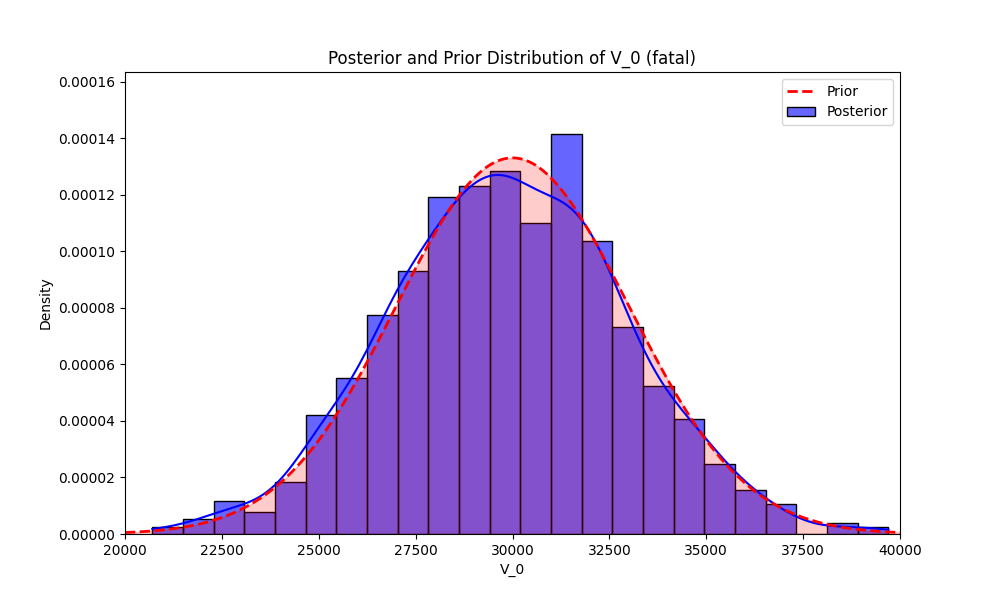 Posterior and Prior Distribution of V_0 (fatal)
0.00016
0.00014
0.00012
0.00010
0.00008
0.00006
0.00004
0.00002
0.00000
Density
Prior
Posterior
20000 22500 25000 27500 30000 32500 35000 37500 40000
V_0